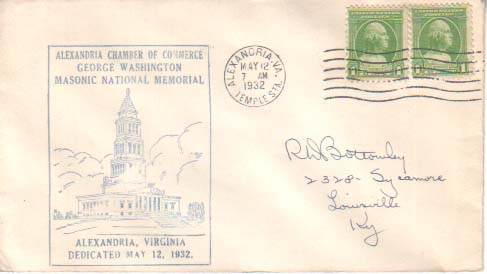 ALEXANDRIA CHAMBER OF COMMERCE
GEORGE WASHINGTON
MASONIC NATIONAL MEMORIAL
ALEXANDRIA, VIRGINIA
DEDICATED MAY 12, 1932.
ALEXANDRIA, VA.
MAY 12
7 AM
1932
TEMPLE STA.
R W Bottomley
2328 - Sycamore
Louisville
Ky